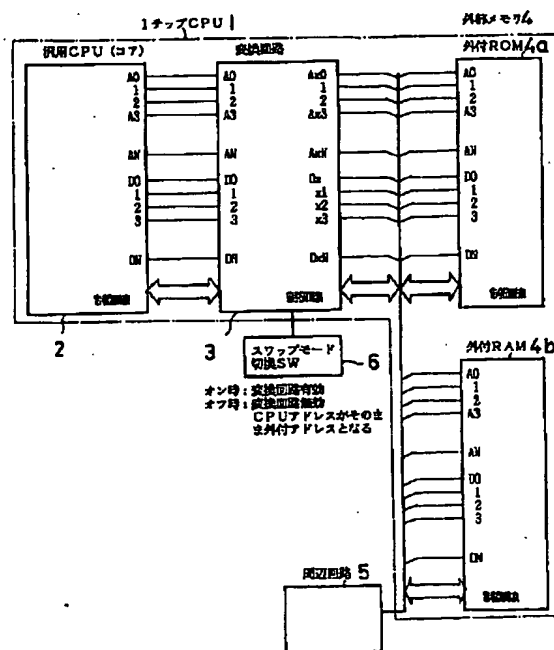 1チップCPU 1
外部メモリ4
汎用CPU(コア)
変換回路
外付ROM 4a
A0
1
2
A3
AN
D0
1
2
3
DN
2
A0
1
2
A3
AN
D0
1
2
3
DN
Ax0
1
2
Ax3
AxN
Dx
x1
x2
x3
DxN
3
A0
1
2
A3
AN
D0
1
2
3
DN
スワップモード
切換SW
6
オン時:変換回路有効
オフ時:変換回路無効
CPUアドレスがそのま
ま外付アドレスとなる
外付RAM 4b
A0
1
2
A3
AN
D0
1
2
3
DN
周辺回路 5